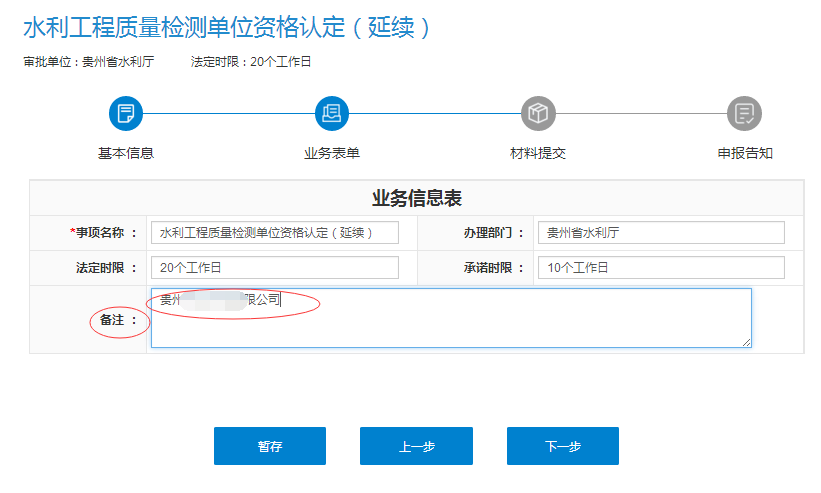 水利工程质量检测单位资格认定（延续）
审批单位：贵州省水利厅 法定时限：20个工作日
基本信息 业务表单 材料提交 申报告知
业务信息表
*事项名称 ： 水利工程质量检测单位资格认定（延续） 办理部门 ： 贵州省水利厅
法定时限 ： 20个工作日 承诺时限 ： 10个工作日
备注 ： 贵州 限公司
暂存 上一步 下一步